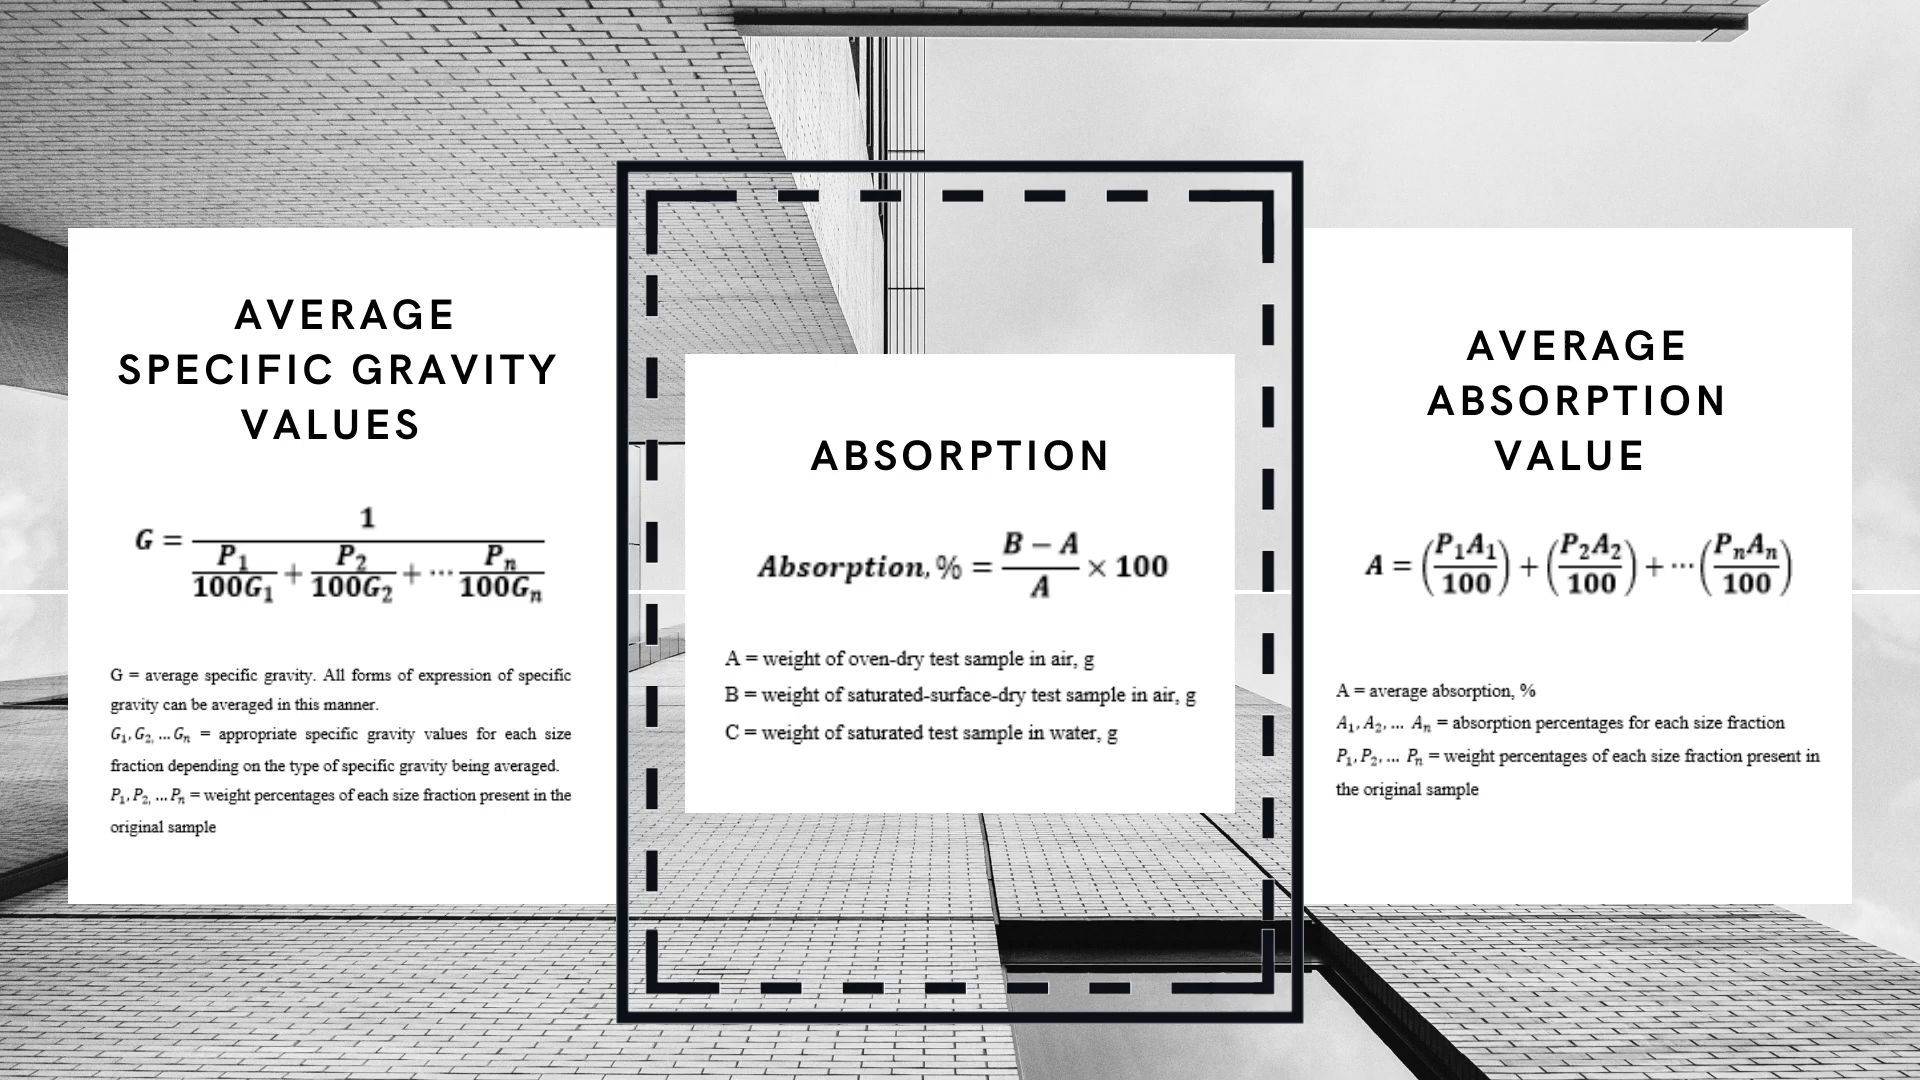 AVERAGE
SPECIFIC GRAVITY
VALUES
G = 1 / (P₁/100G₁ + P₂/100G₂ + ⋯ Pₙ/100Gₙ)
G = average specific gravity. All forms of expression of specific
gravity can be averaged in this manner.
G₁, G₂, … Gₙ = appropriate specific gravity values for each size
fraction depending on the type of specific gravity being averaged.
P₁, P₂, … Pₙ = weight percentages of each size fraction present in the
original sample
ABSORPTION
Absorption, % = (B − A) / A × 100
A = weight of oven-dry test sample in air, g
B = weight of saturated-surface-dry test sample in air, g
C = weight of saturated test sample in water, g
AVERAGE
ABSORPTION
VALUE
A = (P₁A₁/100) + (P₂A₂/100) + ⋯ (PₙAₙ/100)
A = average absorption, %
A₁, A₂, … Aₙ = absorption percentages for each size fraction
P₁, P₂, … Pₙ = weight percentages of each size fraction present in
the original sample